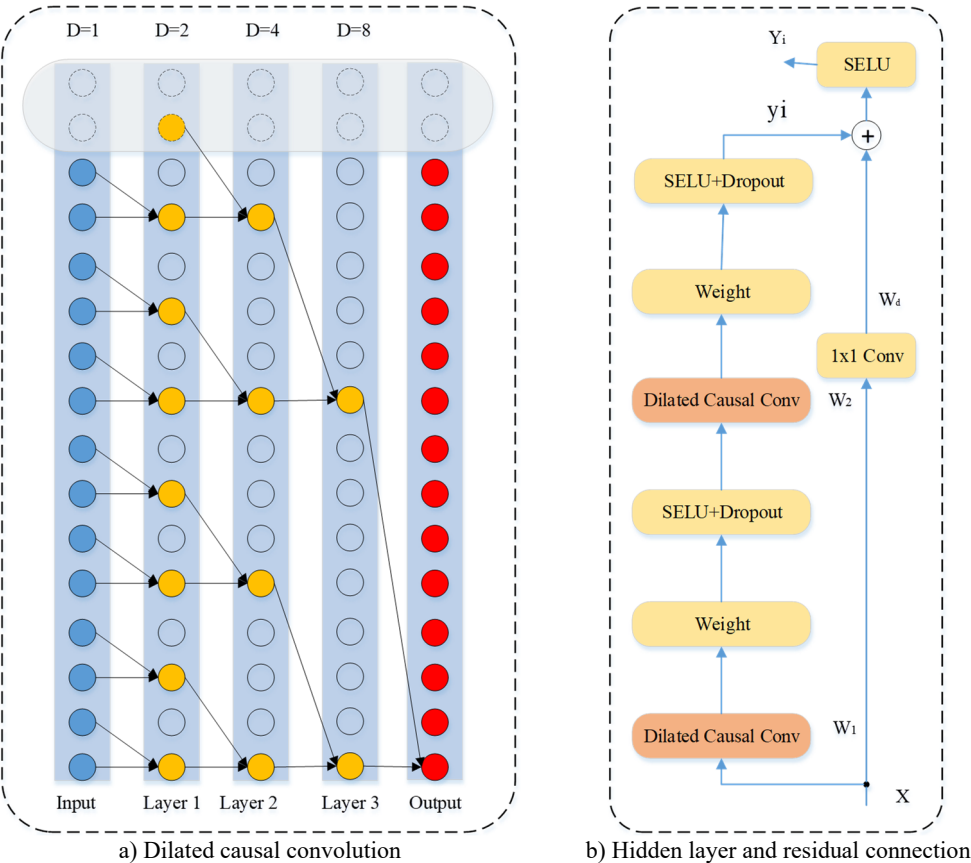 D=1 D=2 D=4 D=8
Input Layer 1 Layer 2 Layer 3 Output
a) Dilated causal convolution
Yi
SELU
yi
+
SELU+Dropout
Weight
Wd
1x1 Conv
Dilated Causal Conv
W2
SELU+Dropout
Weight
Dilated Causal Conv
W1
X
b) Hidden layer and residual connection